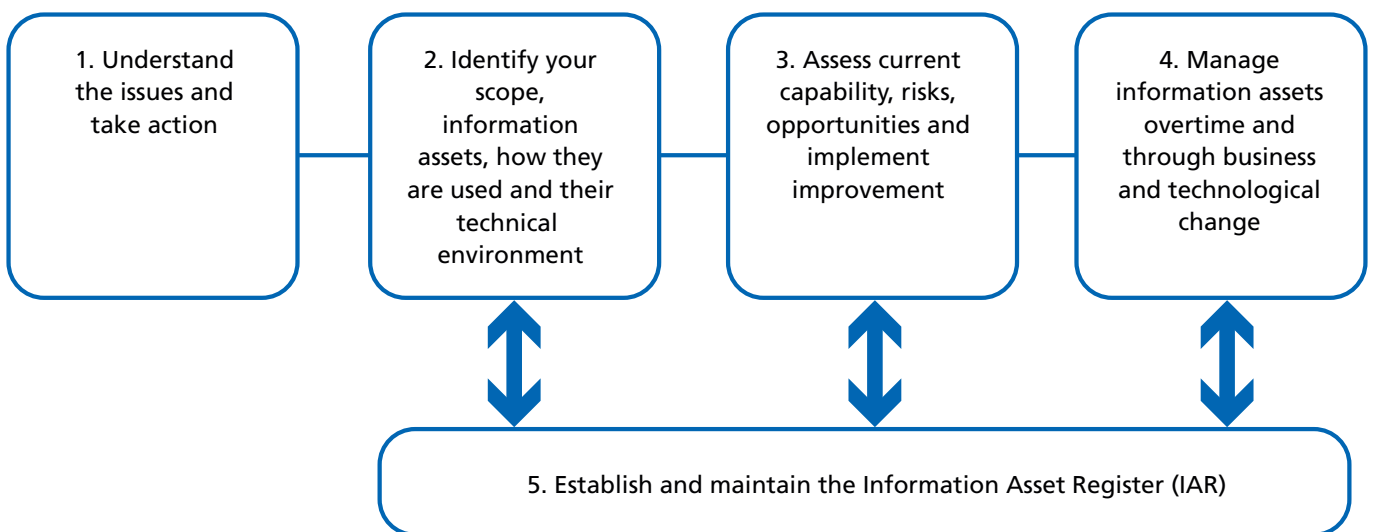 1. Understand
the issues and
take action
2. Identify your
scope,
information
assets, how they
are used and their
technical
environment
3. Assess current
capability, risks,
opportunities and
implement
improvement
4. Manage
information assets
overtime and
through business
and technological
change
5. Establish and maintain the Information Asset Register (IAR)